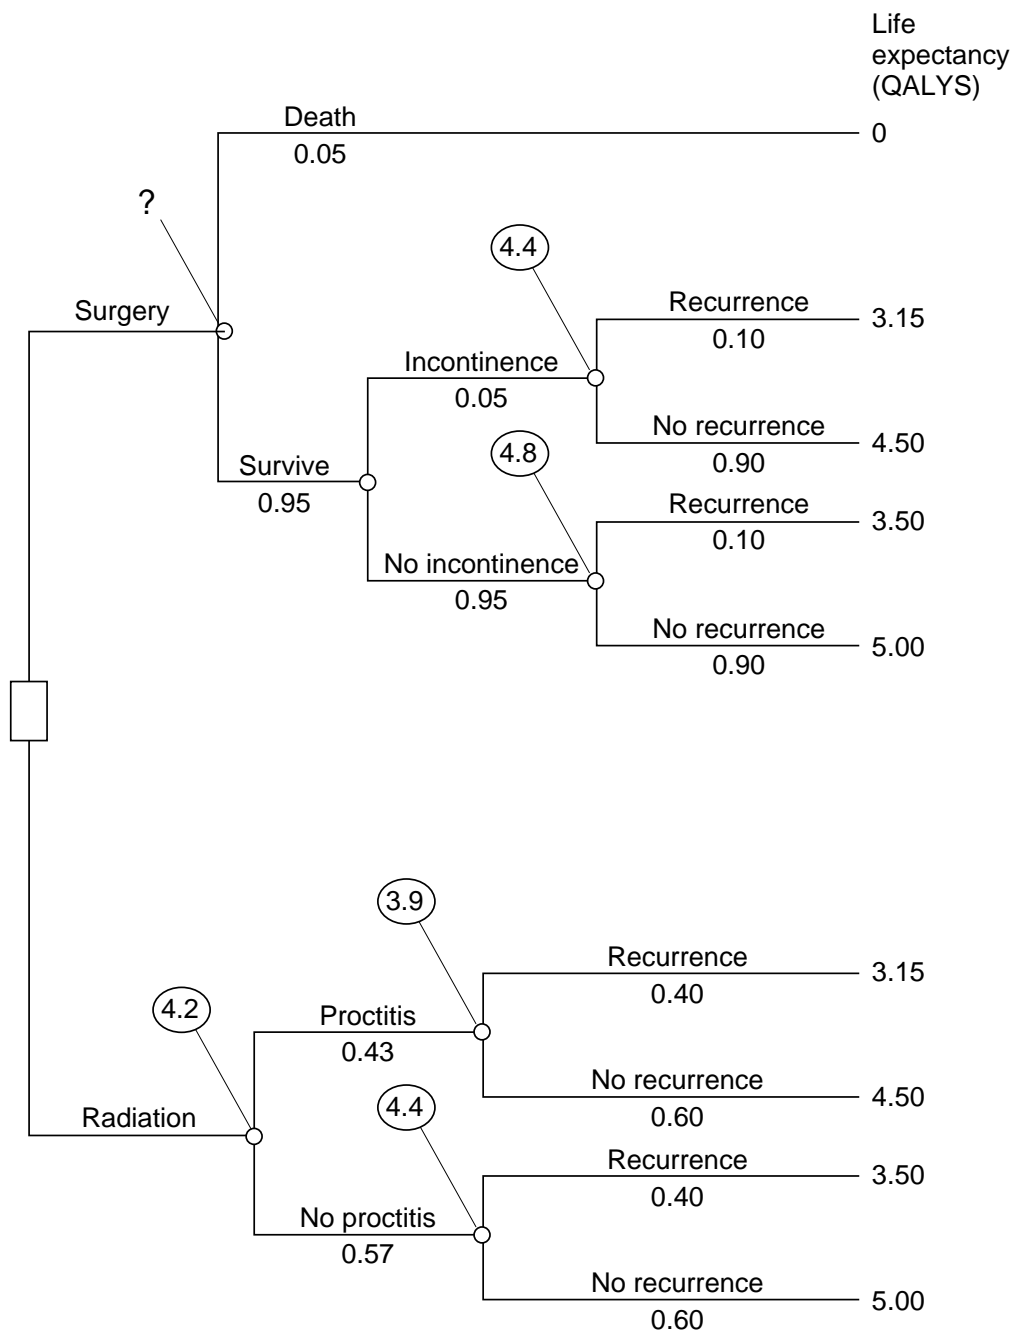 Life
expectancy
(QALYS)
Death
0
0.05
?
4.4
Surgery
Recurrence
3.15
0.10
Incontinence
0.05
No recurrence
4.50
0.90
4.8
Survive
0.95
Recurrence
3.50
0.10
No incontinence
0.95
No recurrence
5.00
0.90
3.9
Recurrence
3.15
0.40
4.2
Proctitis
0.43
No recurrence
4.50
0.60
4.4
Radiation
Recurrence
3.50
0.40
No proctitis
0.57
No recurrence
5.00
0.60